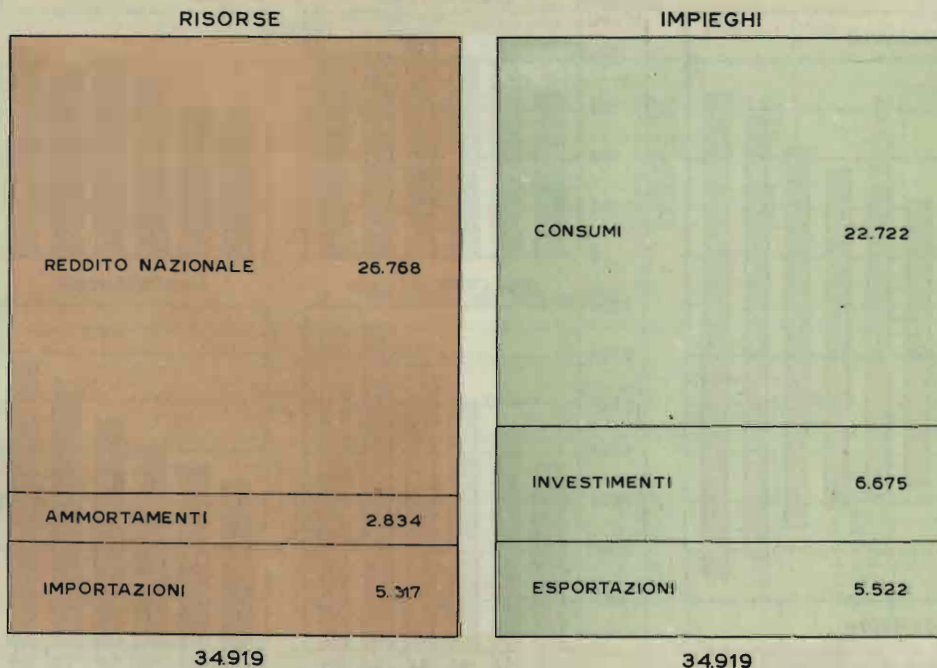 RISORSE
REDDITO NAZIONALE 26.768
AMMORTAMENTI 2.834
IMPORTAZIONI 5.317
34.919
IMPIEGHI
CONSUMI 22.722
INVESTIMENTI 6.675
ESPORTAZIONI 5.522
34.919